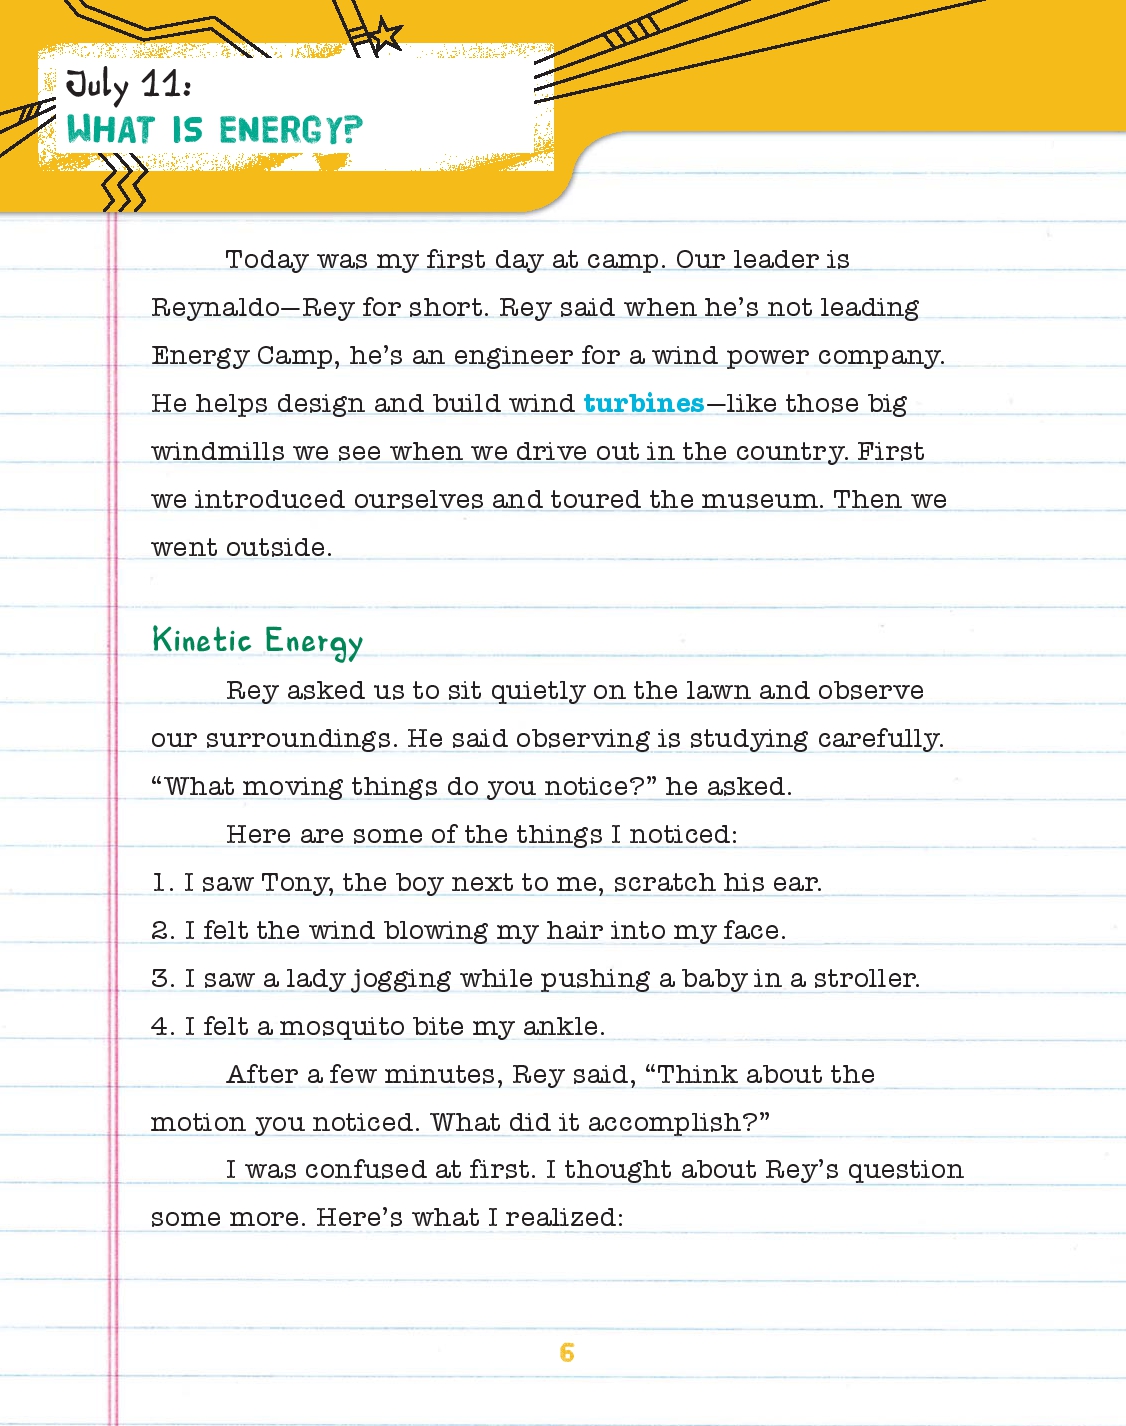 July 11:
WHAT IS ENERGY?
Today was my first day at camp. Our leader is
Reynaldo—Rey for short. Rey said when he’s not leading
Energy Camp, he’s an engineer for a wind power company.
He helps design and build wind turbines—like those big
windmills we see when we drive out in the country. First
we introduced ourselves and toured the museum. Then we
went outside.
Kinetic Energy
Rey asked us to sit quietly on the lawn and observe
our surroundings. He said observing is studying carefully.
“What moving things do you notice?” he asked.
Here are some of the things I noticed:
1. I saw Tony, the boy next to me, scratch his ear.
2. I felt the wind blowing my hair into my face.
3. I saw a lady jogging while pushing a baby in a stroller.
4. I felt a mosquito bite my ankle.
After a few minutes, Rey said, “Think about the
motion you noticed. What did it accomplish?”
I was confused at first. I thought about Rey’s question
some more. Here’s what I realized:
6